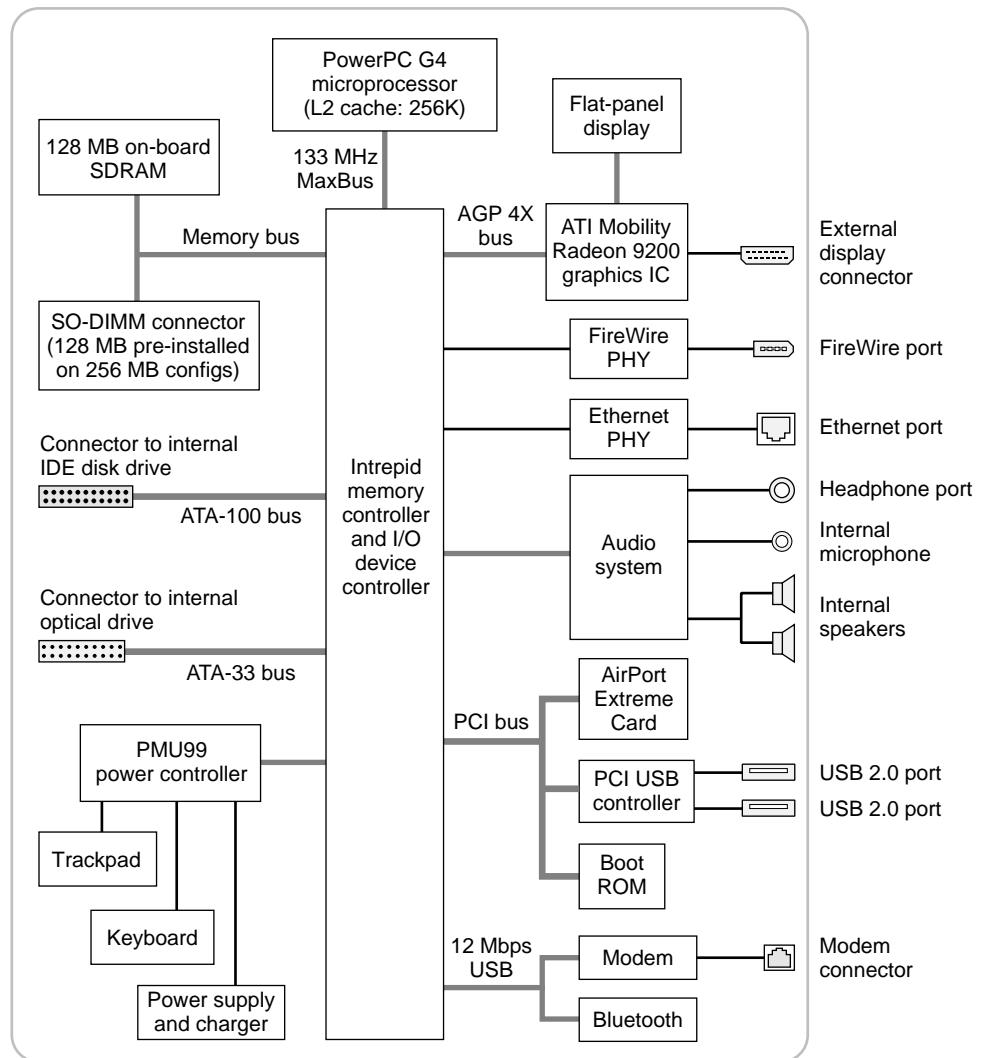 PowerPC G4
microprocessor
(L2 cache: 256K)
Flat-panel
display
128 MB on-board
SDRAM
133 MHz
MaxBus
Memory bus
AGP 4X
bus
ATI Mobility
Radeon 9200
graphics IC
External
display
connector
SO-DIMM connector
(128 MB pre-installed
on 256 MB configs)
FireWire
PHY
FireWire port
Ethernet
PHY
Ethernet port
Connector to internal
IDE disk drive
ATA-100 bus
Intrepid
memory
controller
and I/O
device
controller
Audio
system
Headphone port
Internal
microphone
Internal
speakers
Connector to internal
optical drive
ATA-33 bus
AirPort
Extreme
Card
PCI bus
PMU99
power controller
PCI USB
controller
USB 2.0 port
USB 2.0 port
Trackpad
Boot
ROM
Keyboard
12 Mbps
USB
Modem
Modem
connector
Power supply
and charger
Bluetooth